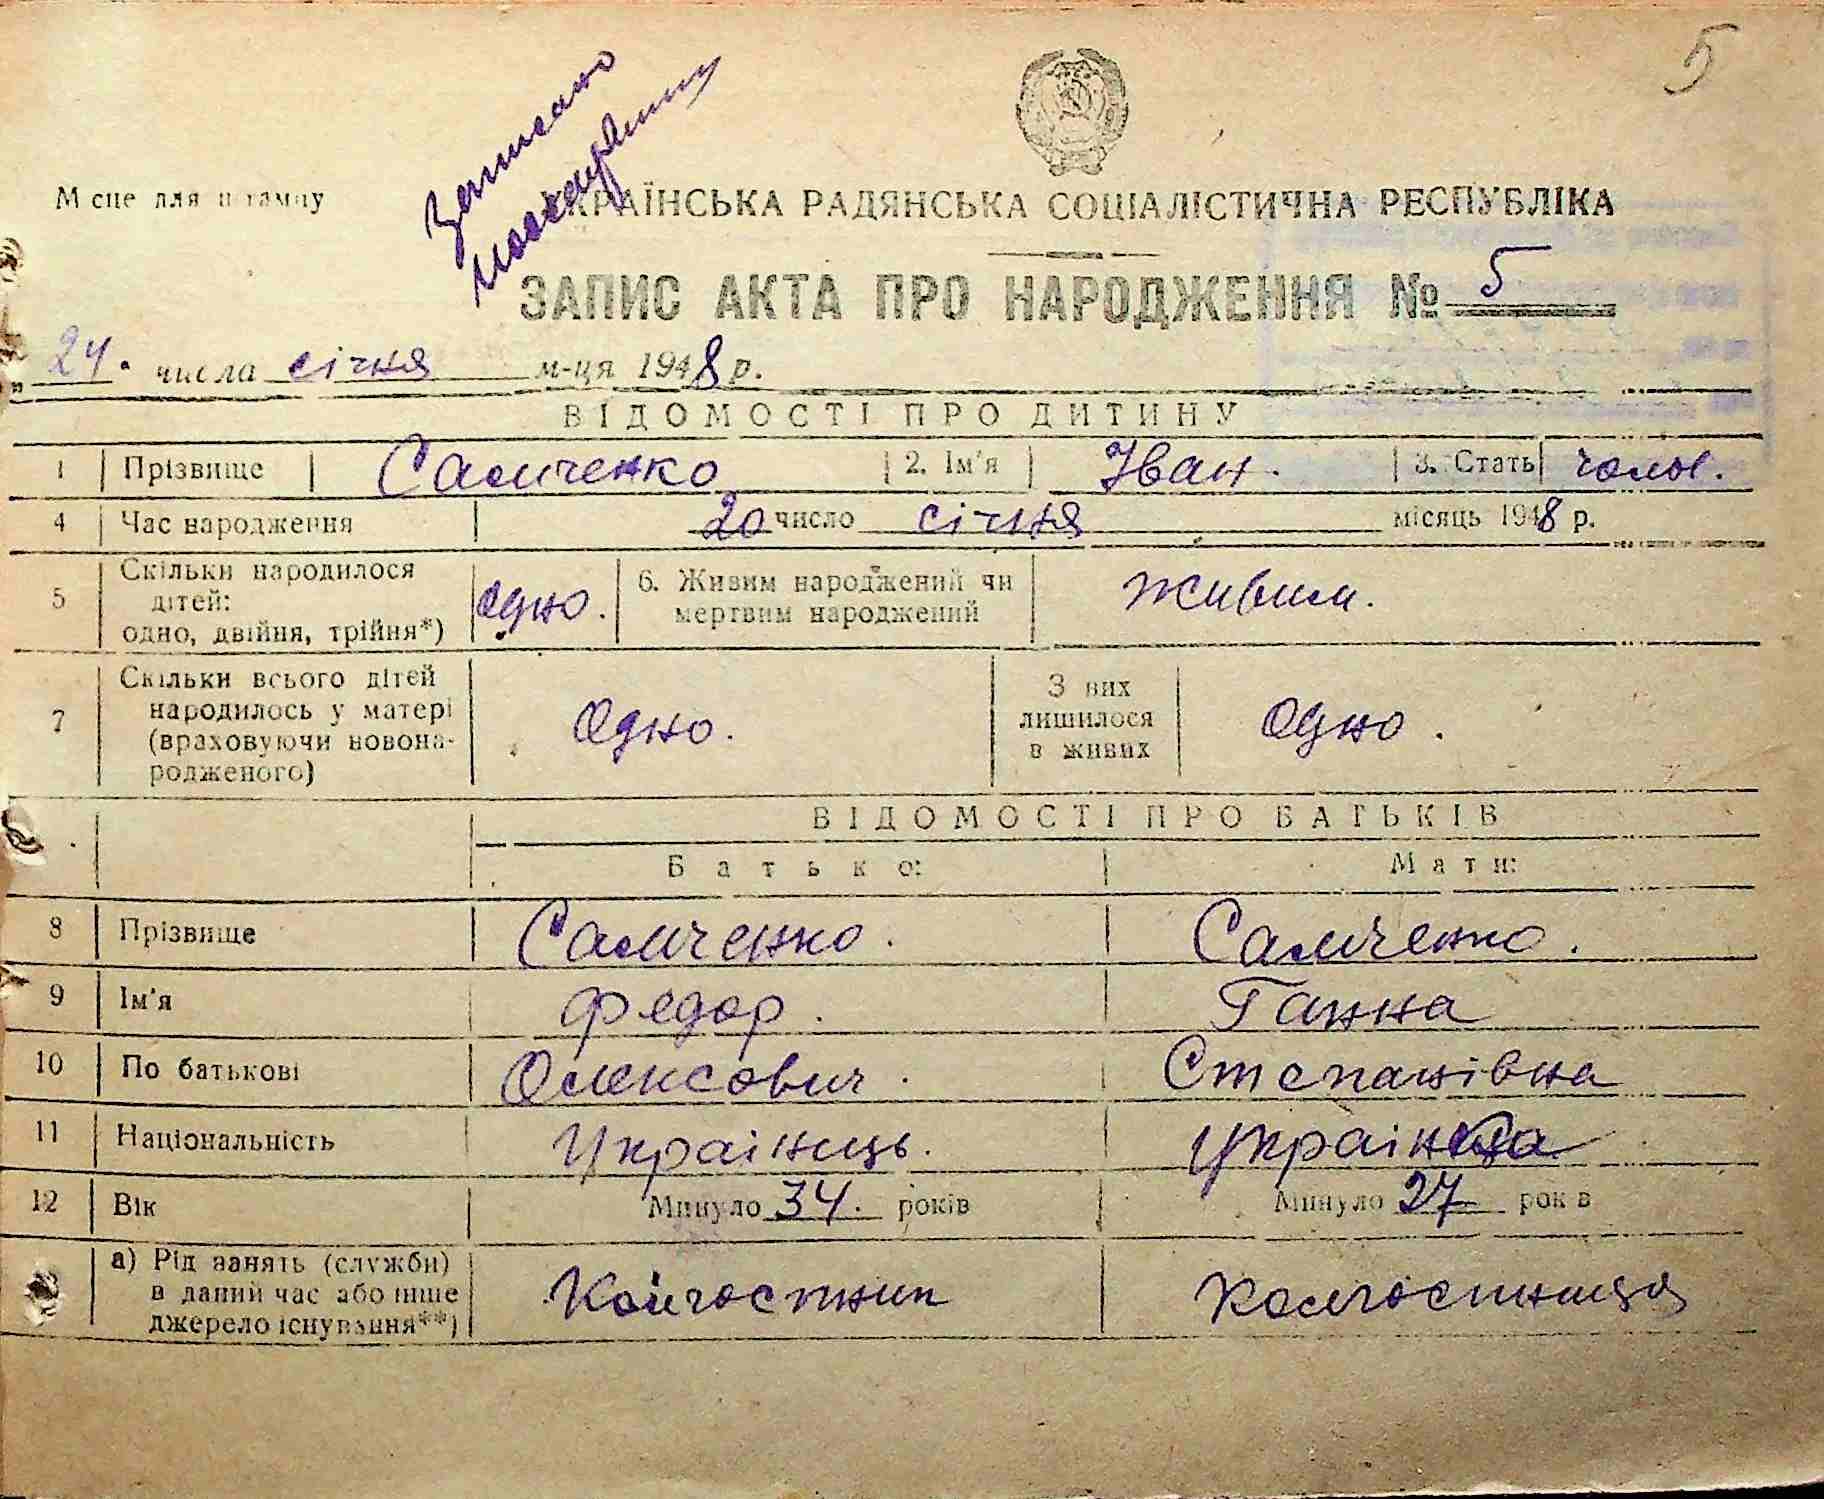 5
Записано
Місце для штампу
УКРАЇНСЬКА РАДЯНСЬКА СОЦІАЛІСТИЧНА РЕСПУБЛІКА
ЗАПИС АКТА ПРО НАРОДЖЕННЯ № 5
„ 24 " числа січня м-ця 1948 р.
ВІДОМОСТІ ПРО ДИТИНУ
1 Прізвище Самченко 2. Ім'я Іван. 3. Стать чолов.
4 Час народження 20 число січня місяць 1948 р.
5 Скільки народилося дітей: одно, двійня, трійня*) одно. 6. Живим народжений чи мертвим народжений живим.
7 Скільки всього дітей народилось у матері (враховуючи новонародженого) Одно. З них лишилося в живих Одно.
ВІДОМОСТІ ПРО БАТЬКІВ
Батько: Мати:
8 Прізвище Самченко. Самченко.
9 Ім'я Федор. Ганна
10 По батькові Олексович. Степанівна
11 Національність Українць. Українка
12 Вік Минуло 34. років Минуло 27 років
а) Рід занять (служби) в даний час або інше джерело існування**) Колгостник Колгостниця